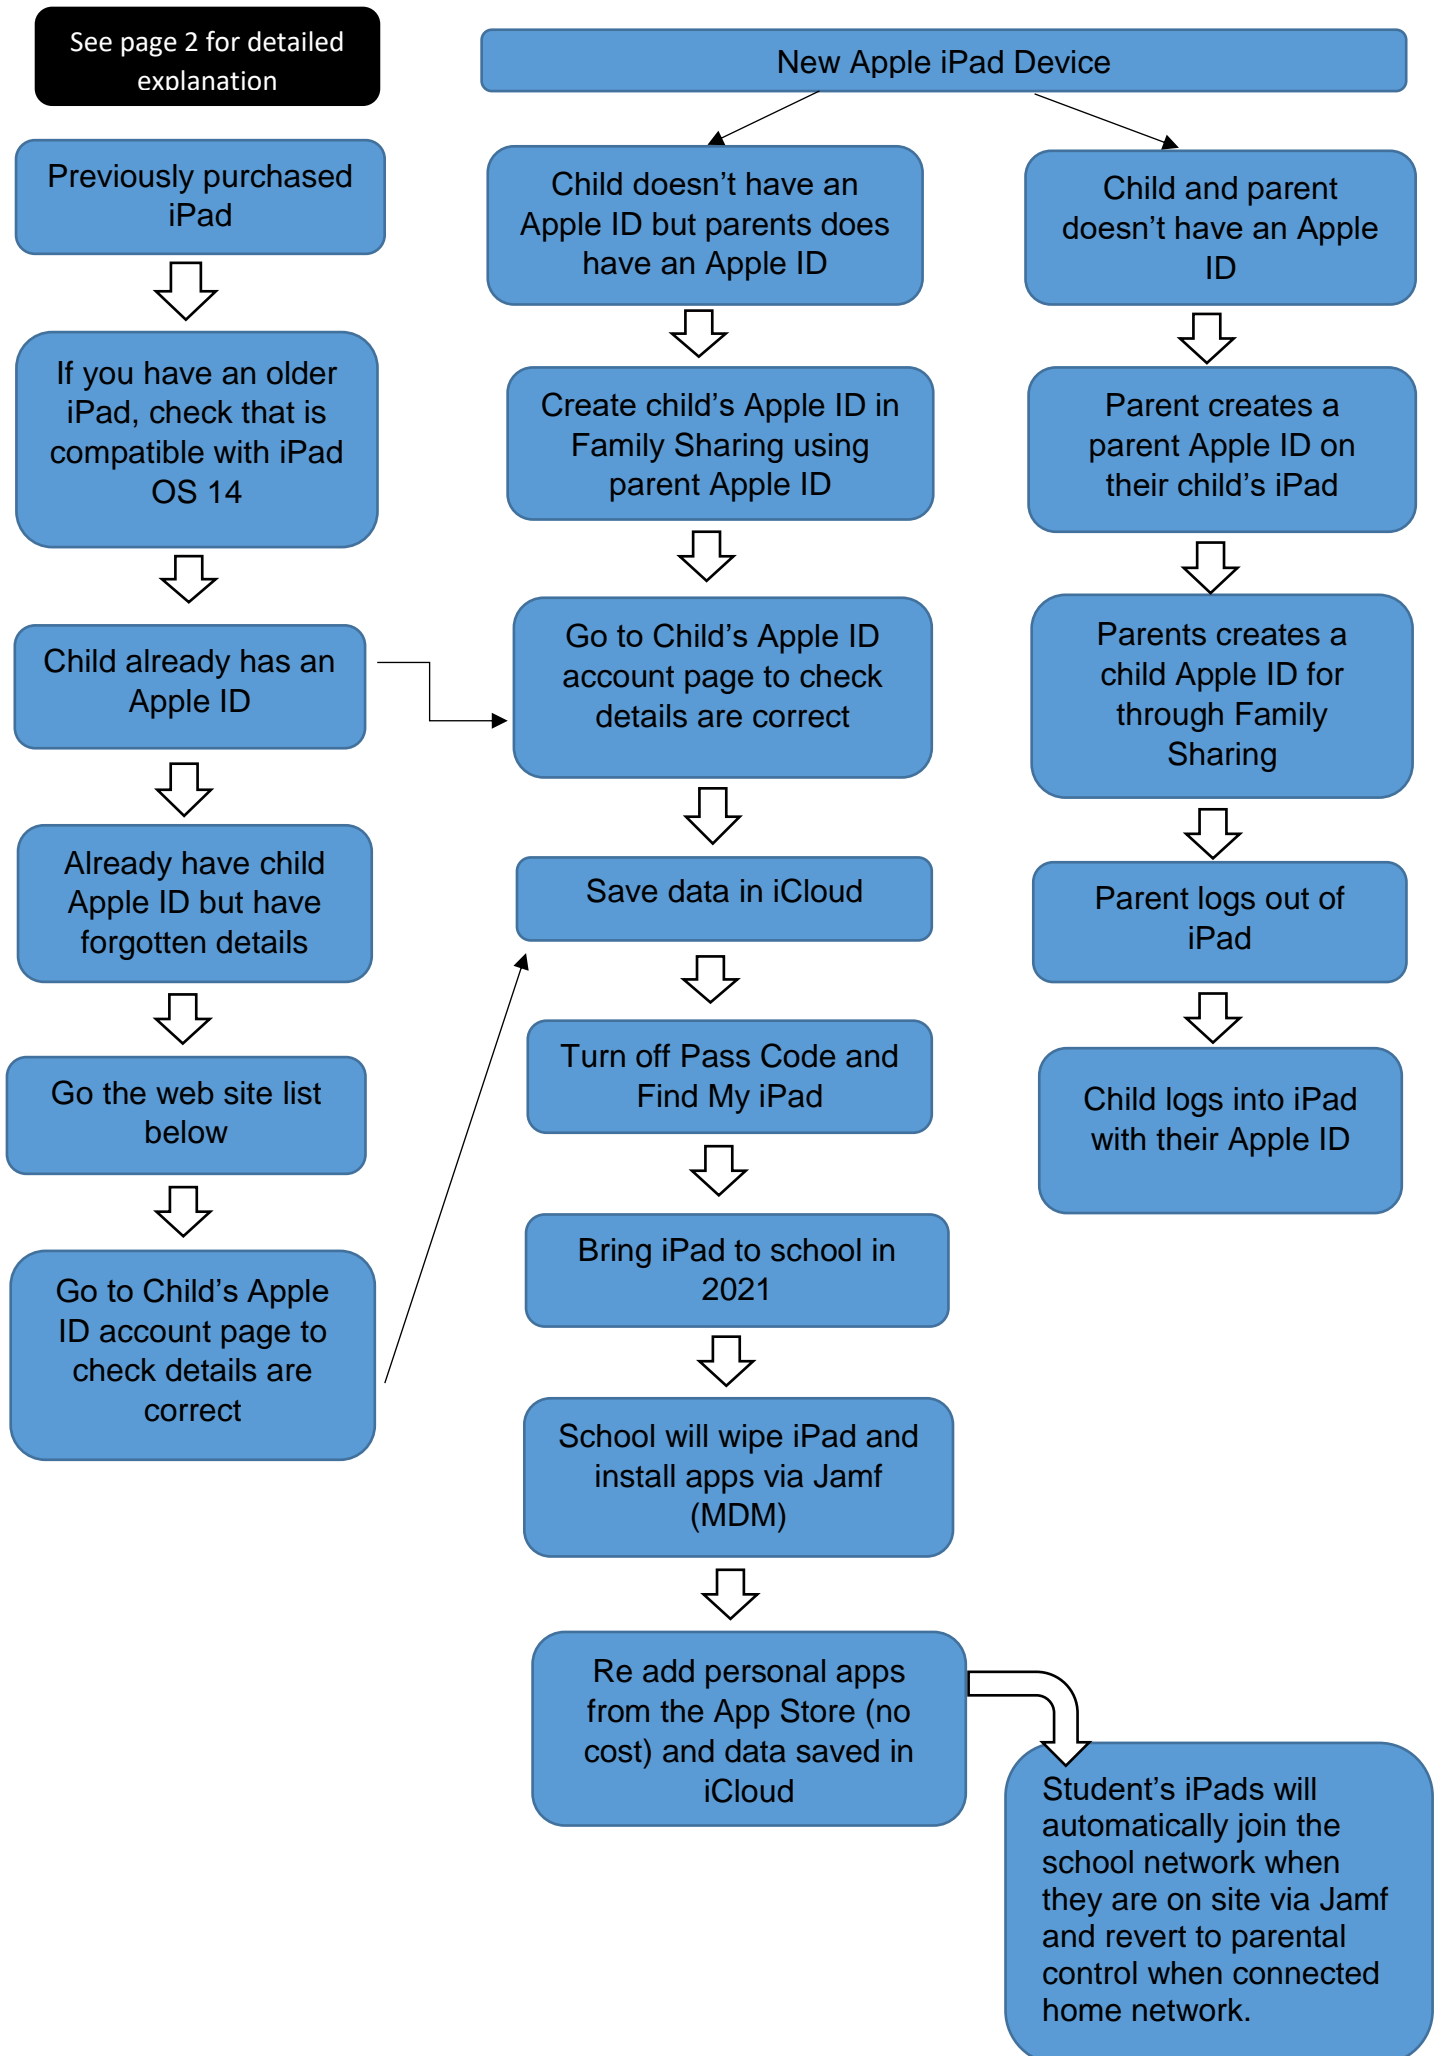 See page 2 for detailed
explanation
New Apple iPad Device
Previously purchased
iPad
If you have an older
iPad, check that is
compatible with iPad
OS 14
Child already has an
Apple ID
Already have child
Apple ID but have
forgotten details
Go the web site list
below
Go to Child’s Apple
ID account page to
check details are
correct
Child doesn’t have an
Apple ID but parents does
have an Apple ID
Create child’s Apple ID in
Family Sharing using
parent Apple ID
Go to Child’s Apple ID
account page to check
details are correct
Save data in iCloud
Turn off Pass Code and
Find My iPad
Bring iPad to school in
2021
School will wipe iPad and
install apps via Jamf
(MDM)
Re add personal apps
from the App Store (no
cost) and data saved in
iCloud
Child and parent
doesn’t have an Apple
ID
Parent creates a
parent Apple ID on
their child’s iPad
Parents creates a
child Apple ID for
through Family
Sharing
Parent logs out of
iPad
Child logs into iPad
with their Apple ID
Student’s iPads will
automatically join the
school network when
they are on site via Jamf
and revert to parental
control when connected
home network.